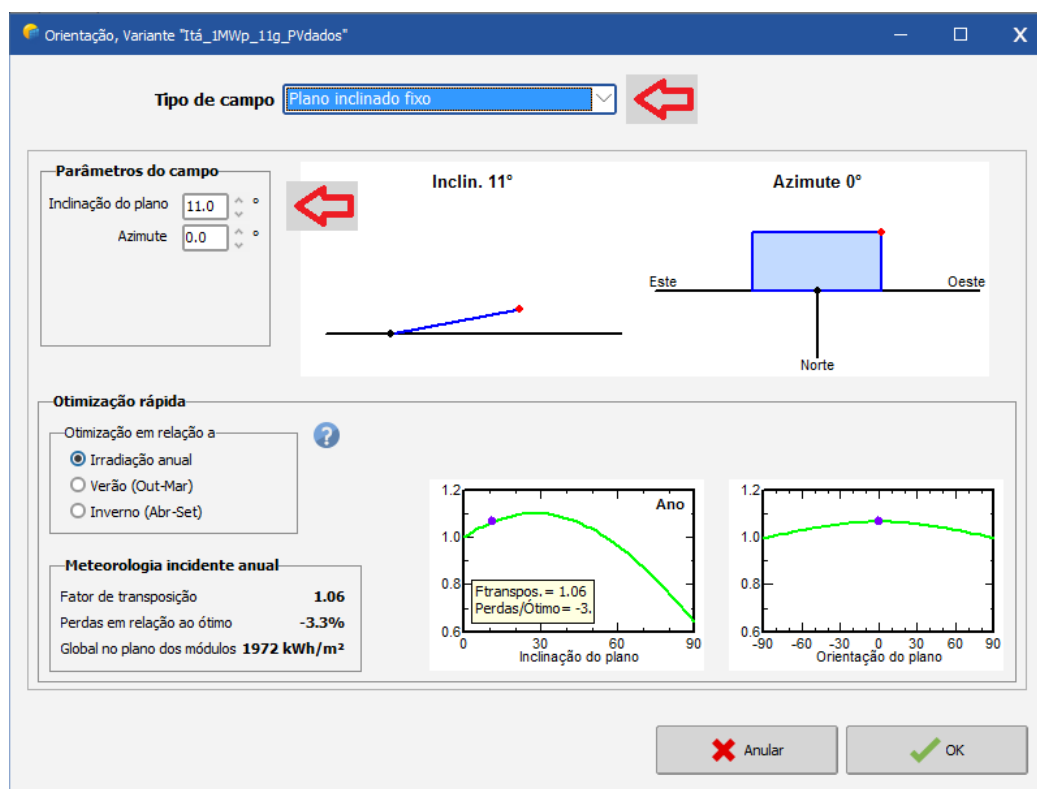 Orientação, Variante "Itá_1MWp_11g_PVdados"
Tipo de campo Plano inclinado fixo
Parâmetros do campo
Inclinação do plano 11.0 º
Azimute 0.0 º
Inclin. 11°
Azimute 0°
Este
Oeste
Norte
Otimização rápida
Otimização em relação a
Irradiação anual
Verão (Out-Mar)
Inverno (Abr-Set)
?
Meteorologia incidente anual
Fator de transposição 1.06
Perdas em relação ao ótimo -3.3%
Global no plano dos módulos 1972 kWh/m²
1.2
1.0
0.8
0.6
Ano
Ftranspos.= 1.06
Perdas/Ótimo= -3.
0 30 60 90
Inclinação do plano
1.2
1.0
0.8
0.6
-90 -60 -30 0 30 60 90
Orientação do plano
Anular
OK